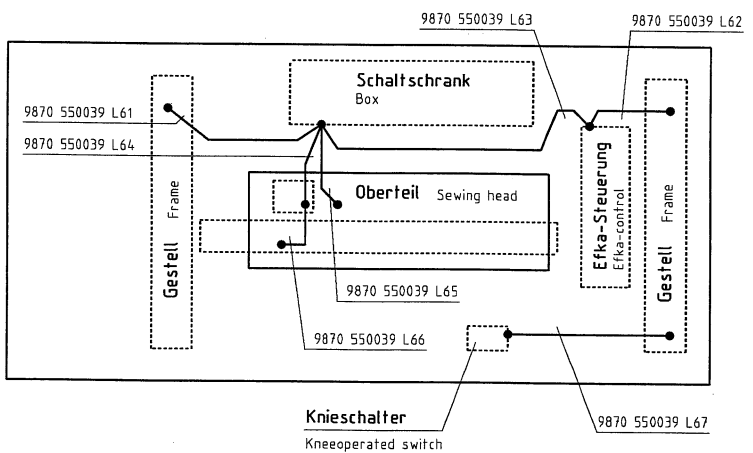 9870 550039 L63
9870 550039 L62
Schaltschrank
Box
9870 550039 L61
9870 550039 L64
Oberteil Sewing head
Efka-Steuerung
Efka-control
Gestell Frame
Gestell Frame
9870 550039 L65
9870 550039 L66
Knieschalter
Kneeoperated switch
9870 550039 L67